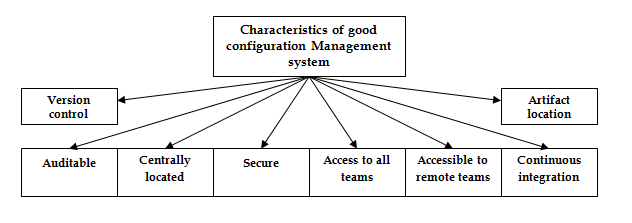 Characteristics of good
configuration Management
system
Version
control
Artifact
location
Auditable
Centrally
located
Secure
Access to all
teams
Accessible to
remote teams
Continuous
integration